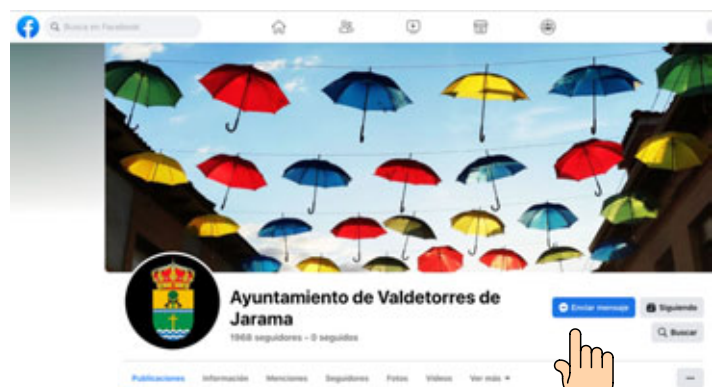 Busca en Facebook
Ayuntamiento de Valdetorres de
Jarama
1968 seguidores • 0 seguidos
Enviar mensaje
Siguiendo
Buscar
Publicaciones Información Menciones Seguidores Fotos Vídeos Ver más